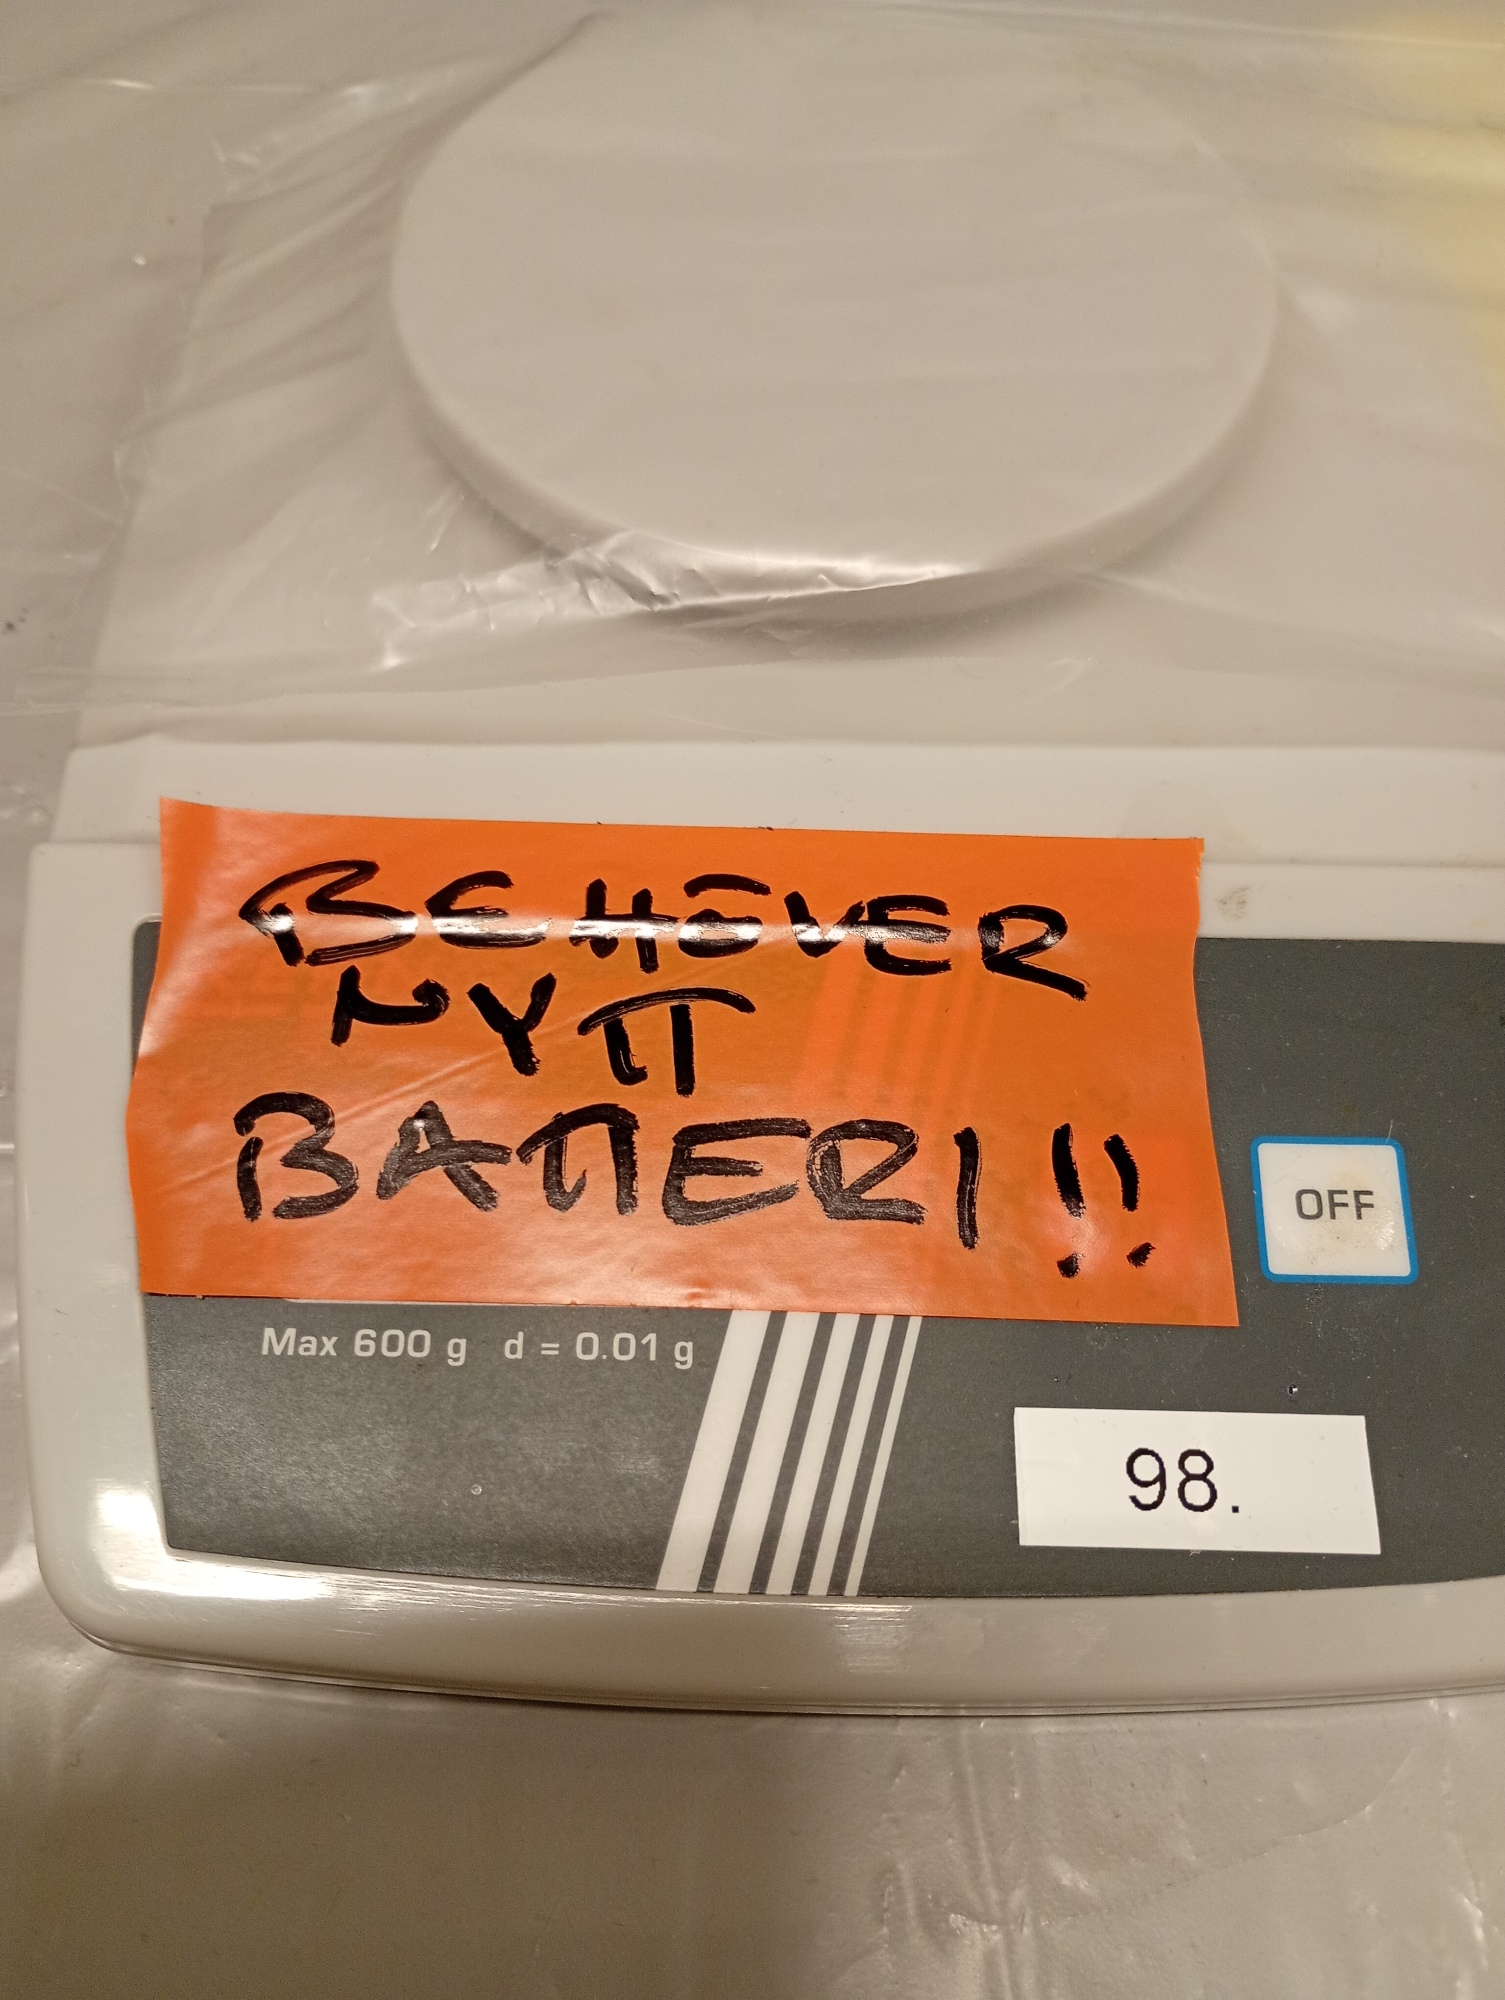 BEHÖVER
NYTT
BATTERI!!
OFF
Max 600 g d = 0.01 g
98.